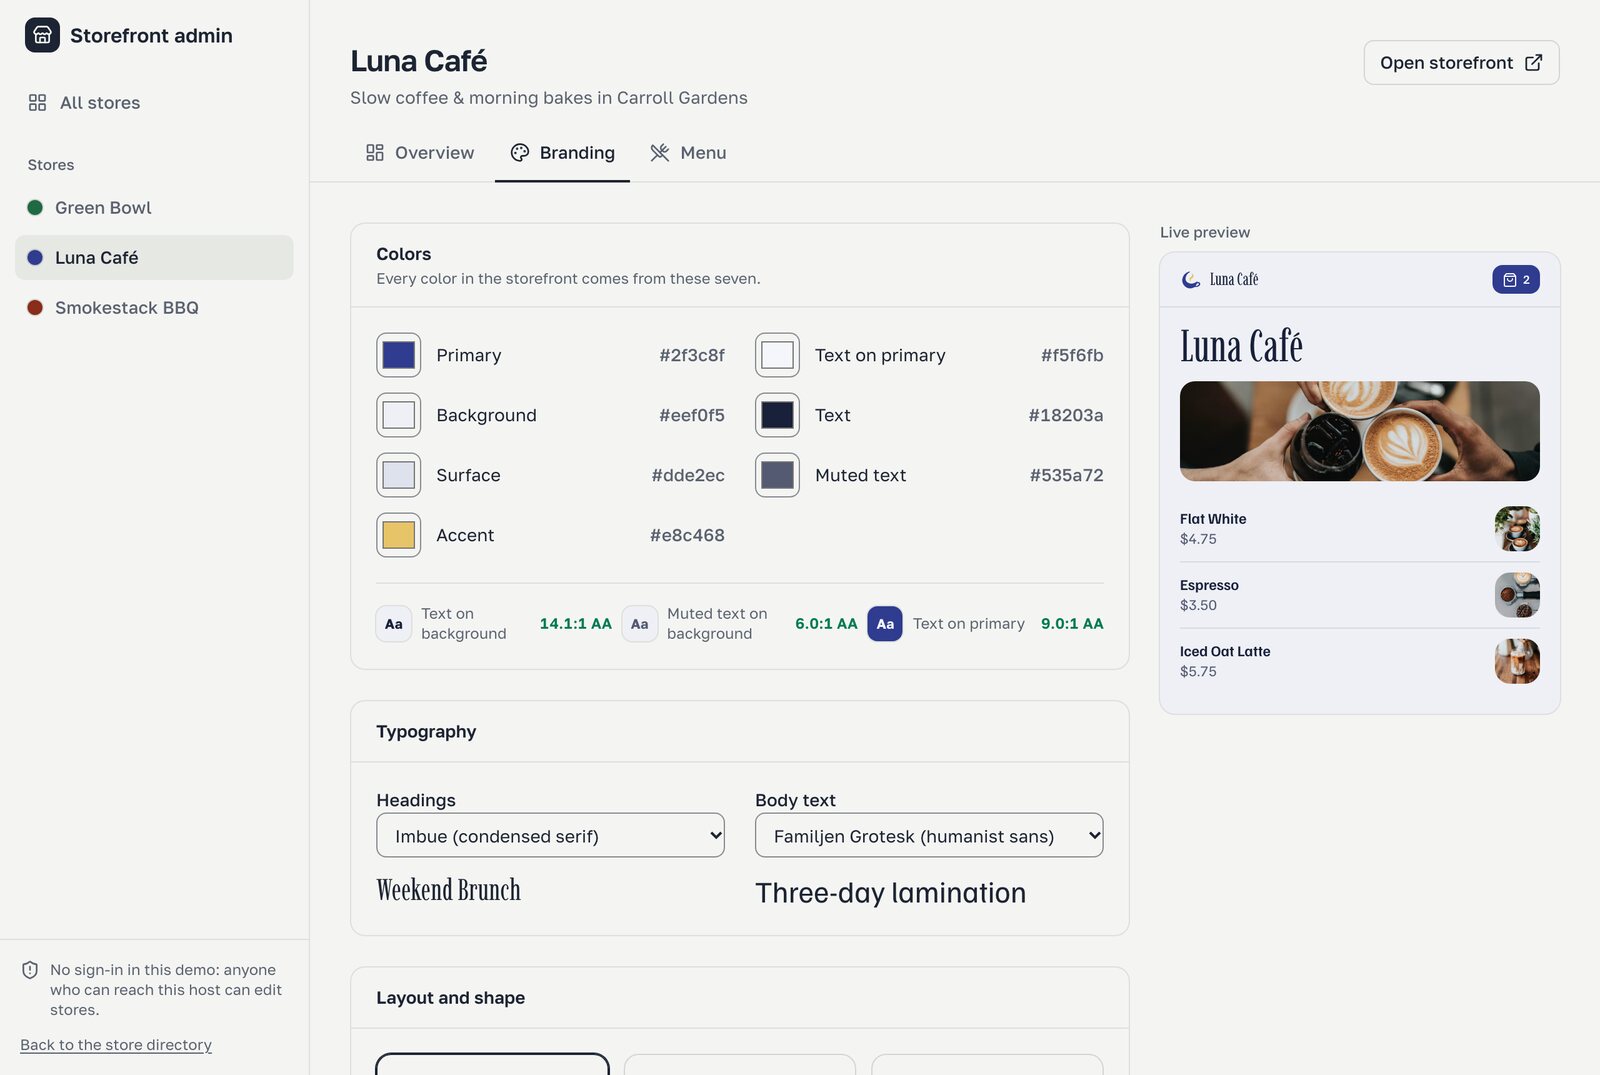 Storefront admin
All stores
Stores
Green Bowl
Luna Café
Smokestack BBQ
No sign-in in this demo: anyone
who can reach this host can edit
stores.
Back to the store directory
Luna Café
Slow coffee & morning bakes in Carroll Gardens
Open storefront
Overview
Branding
Menu
Colors
Every color in the storefront comes from these seven.
Primary
#2f3c8f
Text on primary
#f5f6fb
Background
#eef0f5
Text
#18203a
Surface
#dde2ec
Muted text
#535a72
Accent
#e8c468
Aa
Text on
background
14.1:1 AA
Aa
Muted text on
background
6.0:1 AA
Aa
Text on primary
9.0:1 AA
Typography
Headings
Imbue (condensed serif)
Weekend Brunch
Body text
Familjen Grotesk (humanist sans)
Three-day lamination
Layout and shape
Live preview
Luna Café
2
Luna Café
Flat White
$4.75
Espresso
$3.50
Iced Oat Latte
$5.75